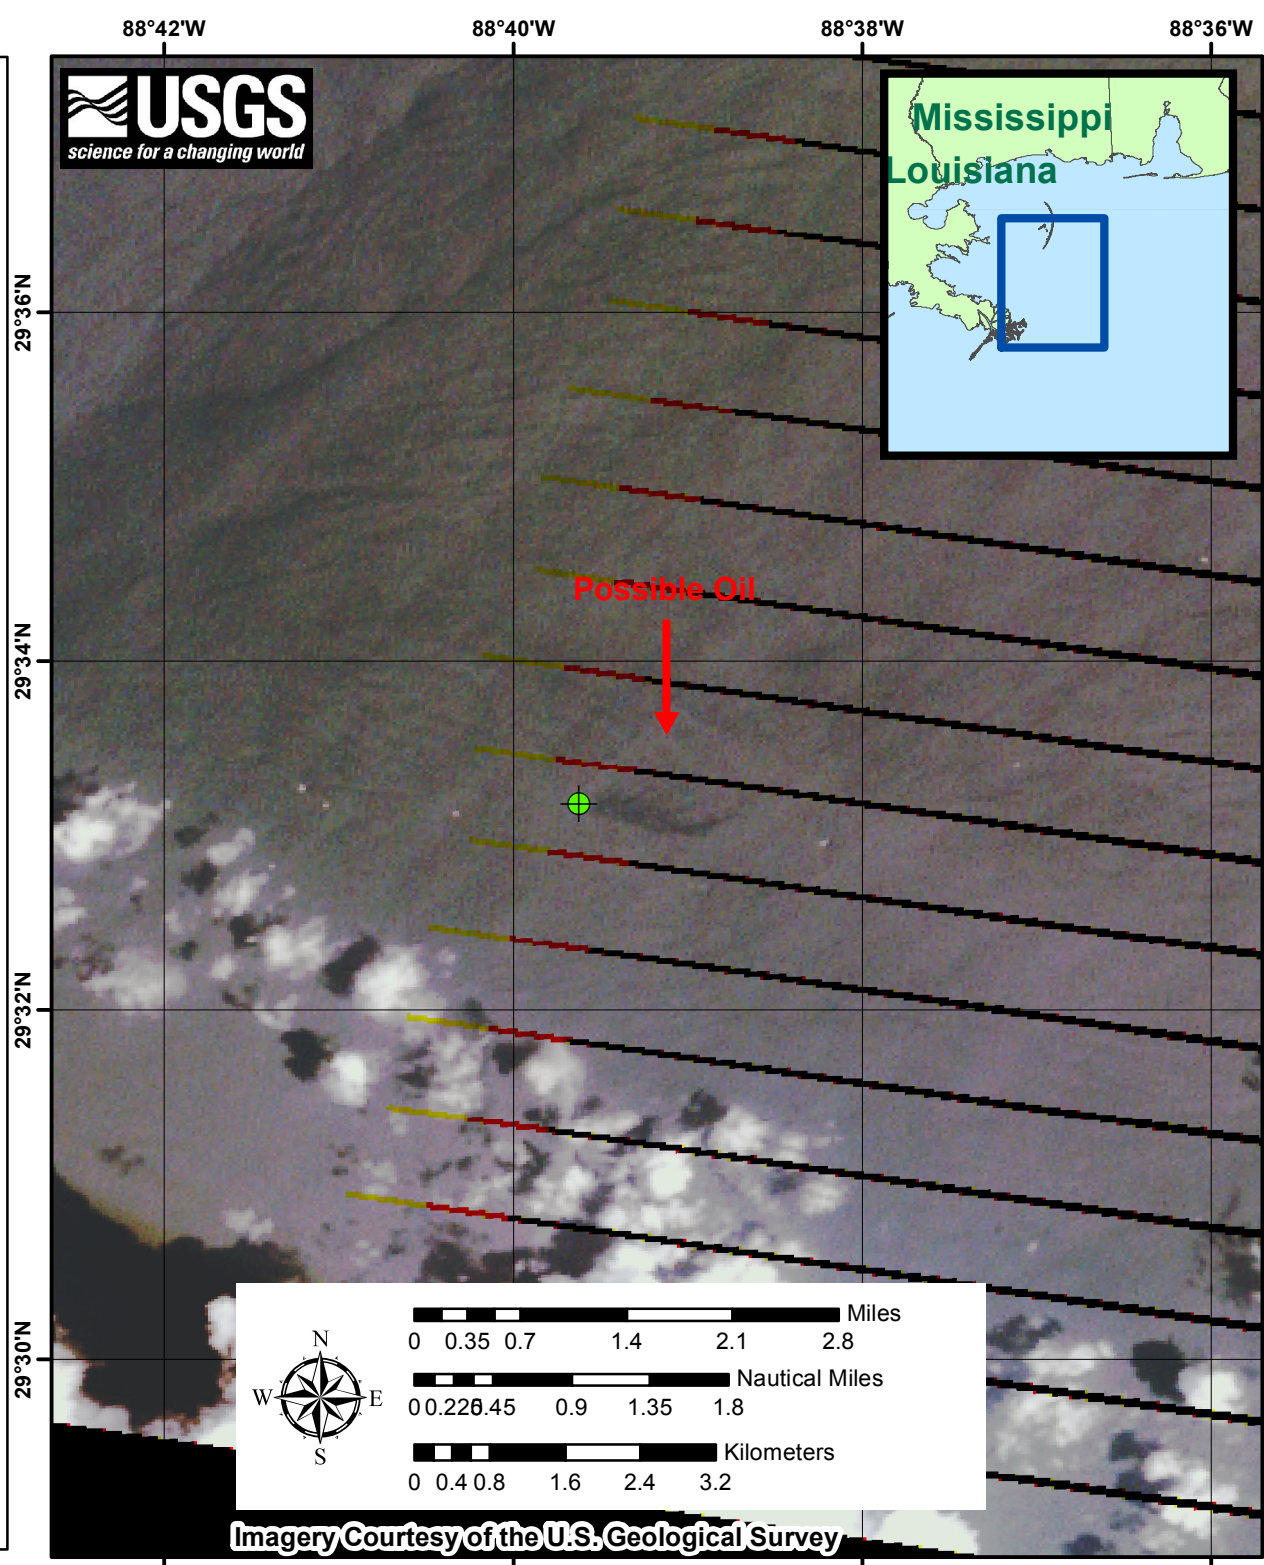 88°42'W 88°40'W 88°38'W 88°36'W
USGS
science for a changing world
Mississippi
Louisiana
29°36'N
Possible Oil
29°34'N
29°32'N
29°30'N
Miles
0 0.35 0.7 1.4 2.1 2.8
Nautical Miles
0 0.225 0.45 0.9 1.35 1.8
Kilometers
0 0.4 0.8 1.6 2.4 3.2
N
W E
S
Imagery Courtesy of the U.S. Geological Survey